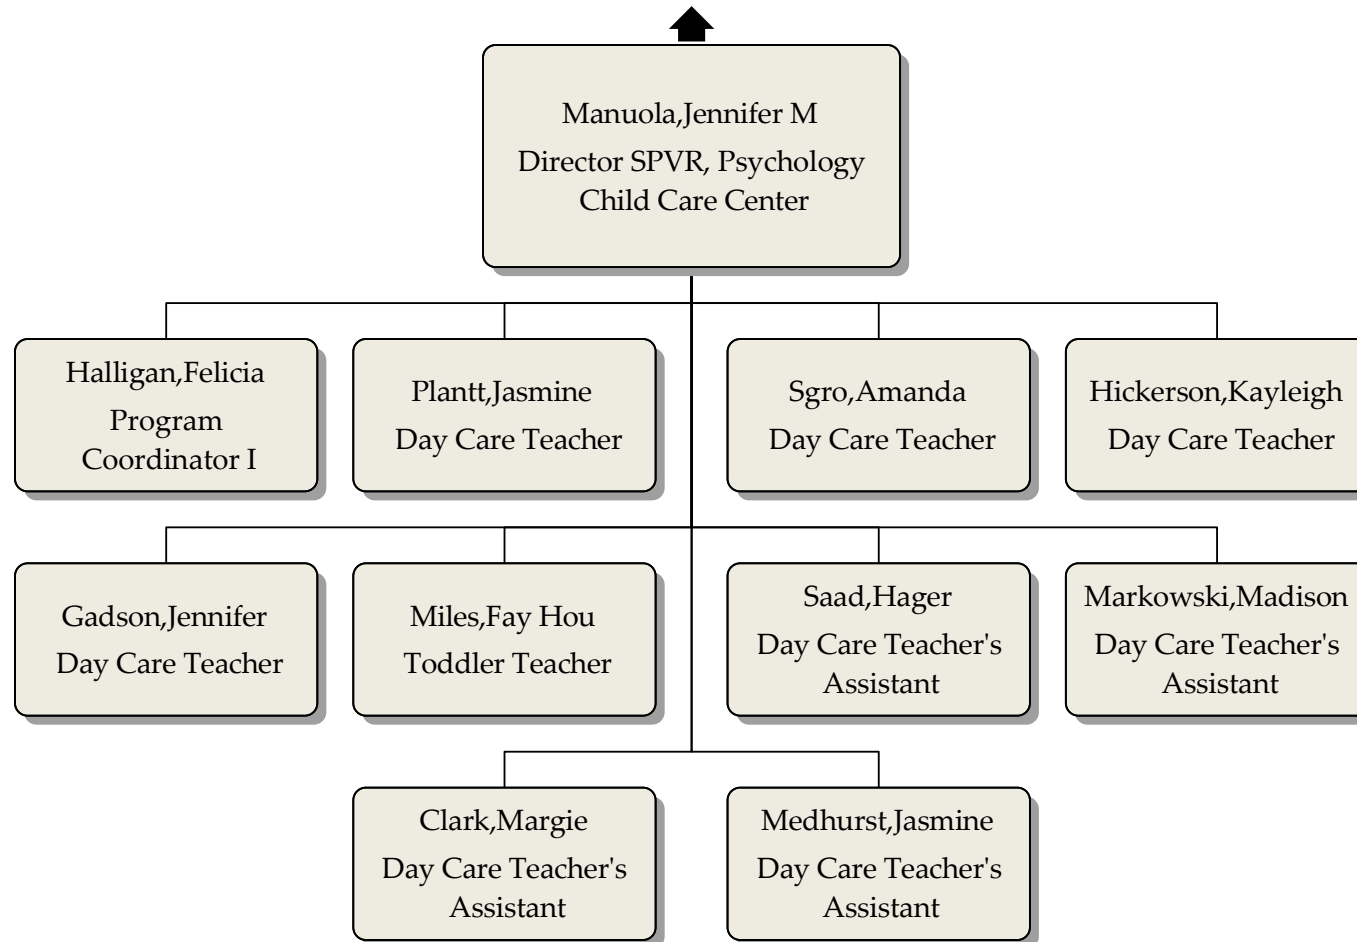 Manuola,Jennifer M
Director SPVR, Psychology
Child Care Center
Halligan,Felicia
Program
Coordinator I
Plantt,Jasmine
Day Care Teacher
Sgro,Amanda
Day Care Teacher
Hickerson,Kayleigh
Day Care Teacher
Gadson,Jennifer
Day Care Teacher
Miles,Fay Hou
Toddler Teacher
Saad,Hager
Day Care Teacher's
Assistant
Markowski,Madison
Day Care Teacher's
Assistant
Clark,Margie
Day Care Teacher's
Assistant
Medhurst,Jasmine
Day Care Teacher's
Assistant